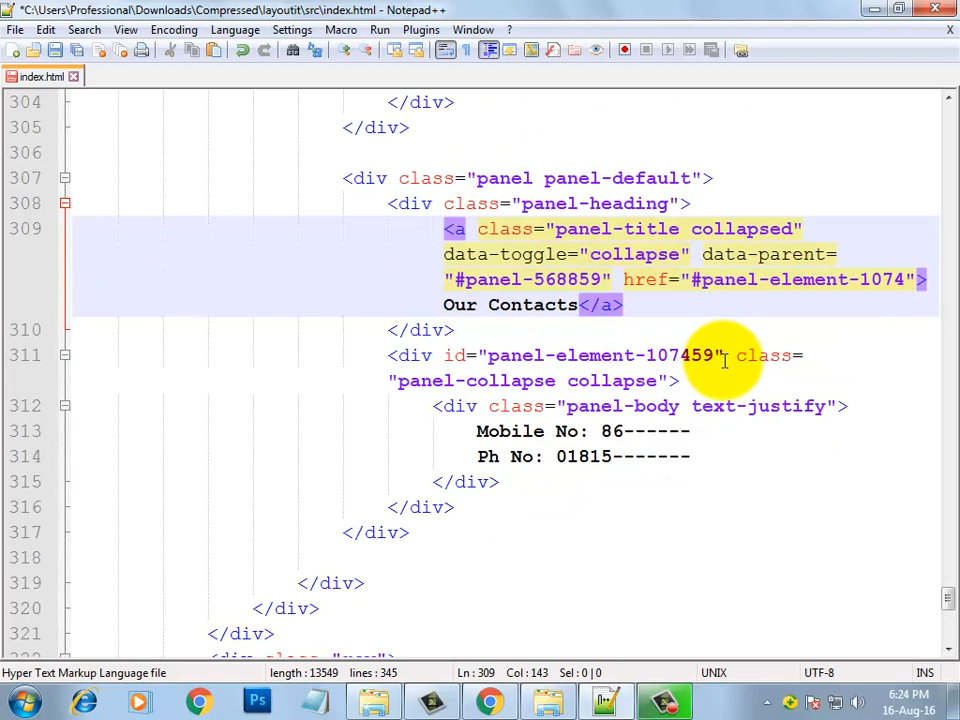 *C:\Users\Professional\Downloads\Compressed\layoutit\src\index.html - Notepad++
File Edit Search View Encoding Language Settings Macro Run Plugins Window ? X
index.html
304 </div>
305 </div>
306
307 <div class="panel panel-default">
308 <div class="panel-heading">
309 <a class="panel-title collapsed"
data-toggle="collapse" data-parent=
"#panel-568859" href="#panel-element-1074">
Our Contacts</a>
310 </div>
311 <div id="panel-element-107459" class=
"panel-collapse collapse">
312 <div class="panel-body text-justify">
313 Mobile No: 86------
314 Ph No: 01815-------
315 </div>
316 </div>
317 </div>
318
319 </div>
320 </div>
321 </div>
Hyper Text Markup Language file length : 13549 lines : 345 Ln : 309 Col : 143 Sel : 0 | 0 UNIX UTF-8 INS
Ps
6:24 PM
16-Aug-16